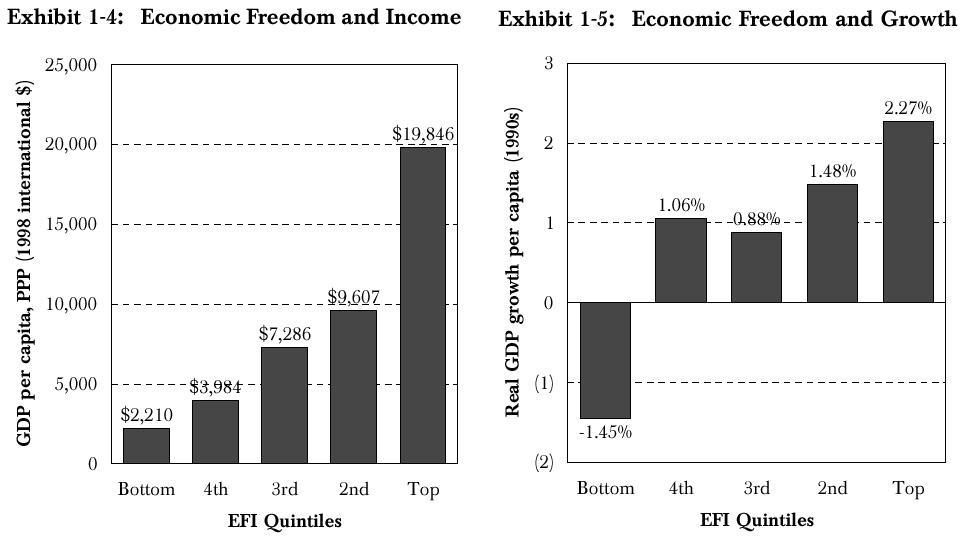 Exhibit 1-4: Economic Freedom and Income
GDP per capita, PPP (1998 international $)
25,000
20,000
15,000
10,000
5,000
0
$2,210
$3,984
$7,286
$9,607
$19,846
Bottom 4th 3rd 2nd Top
EFI Quintiles
Exhibit 1-5: Economic Freedom and Growth
Real GDP growth per capita (1990s)
3
2
1
0
(1)
(2)
-1.45%
1.06%
0.88%
1.48%
2.27%
Bottom 4th 3rd 2nd Top
EFI Quintiles